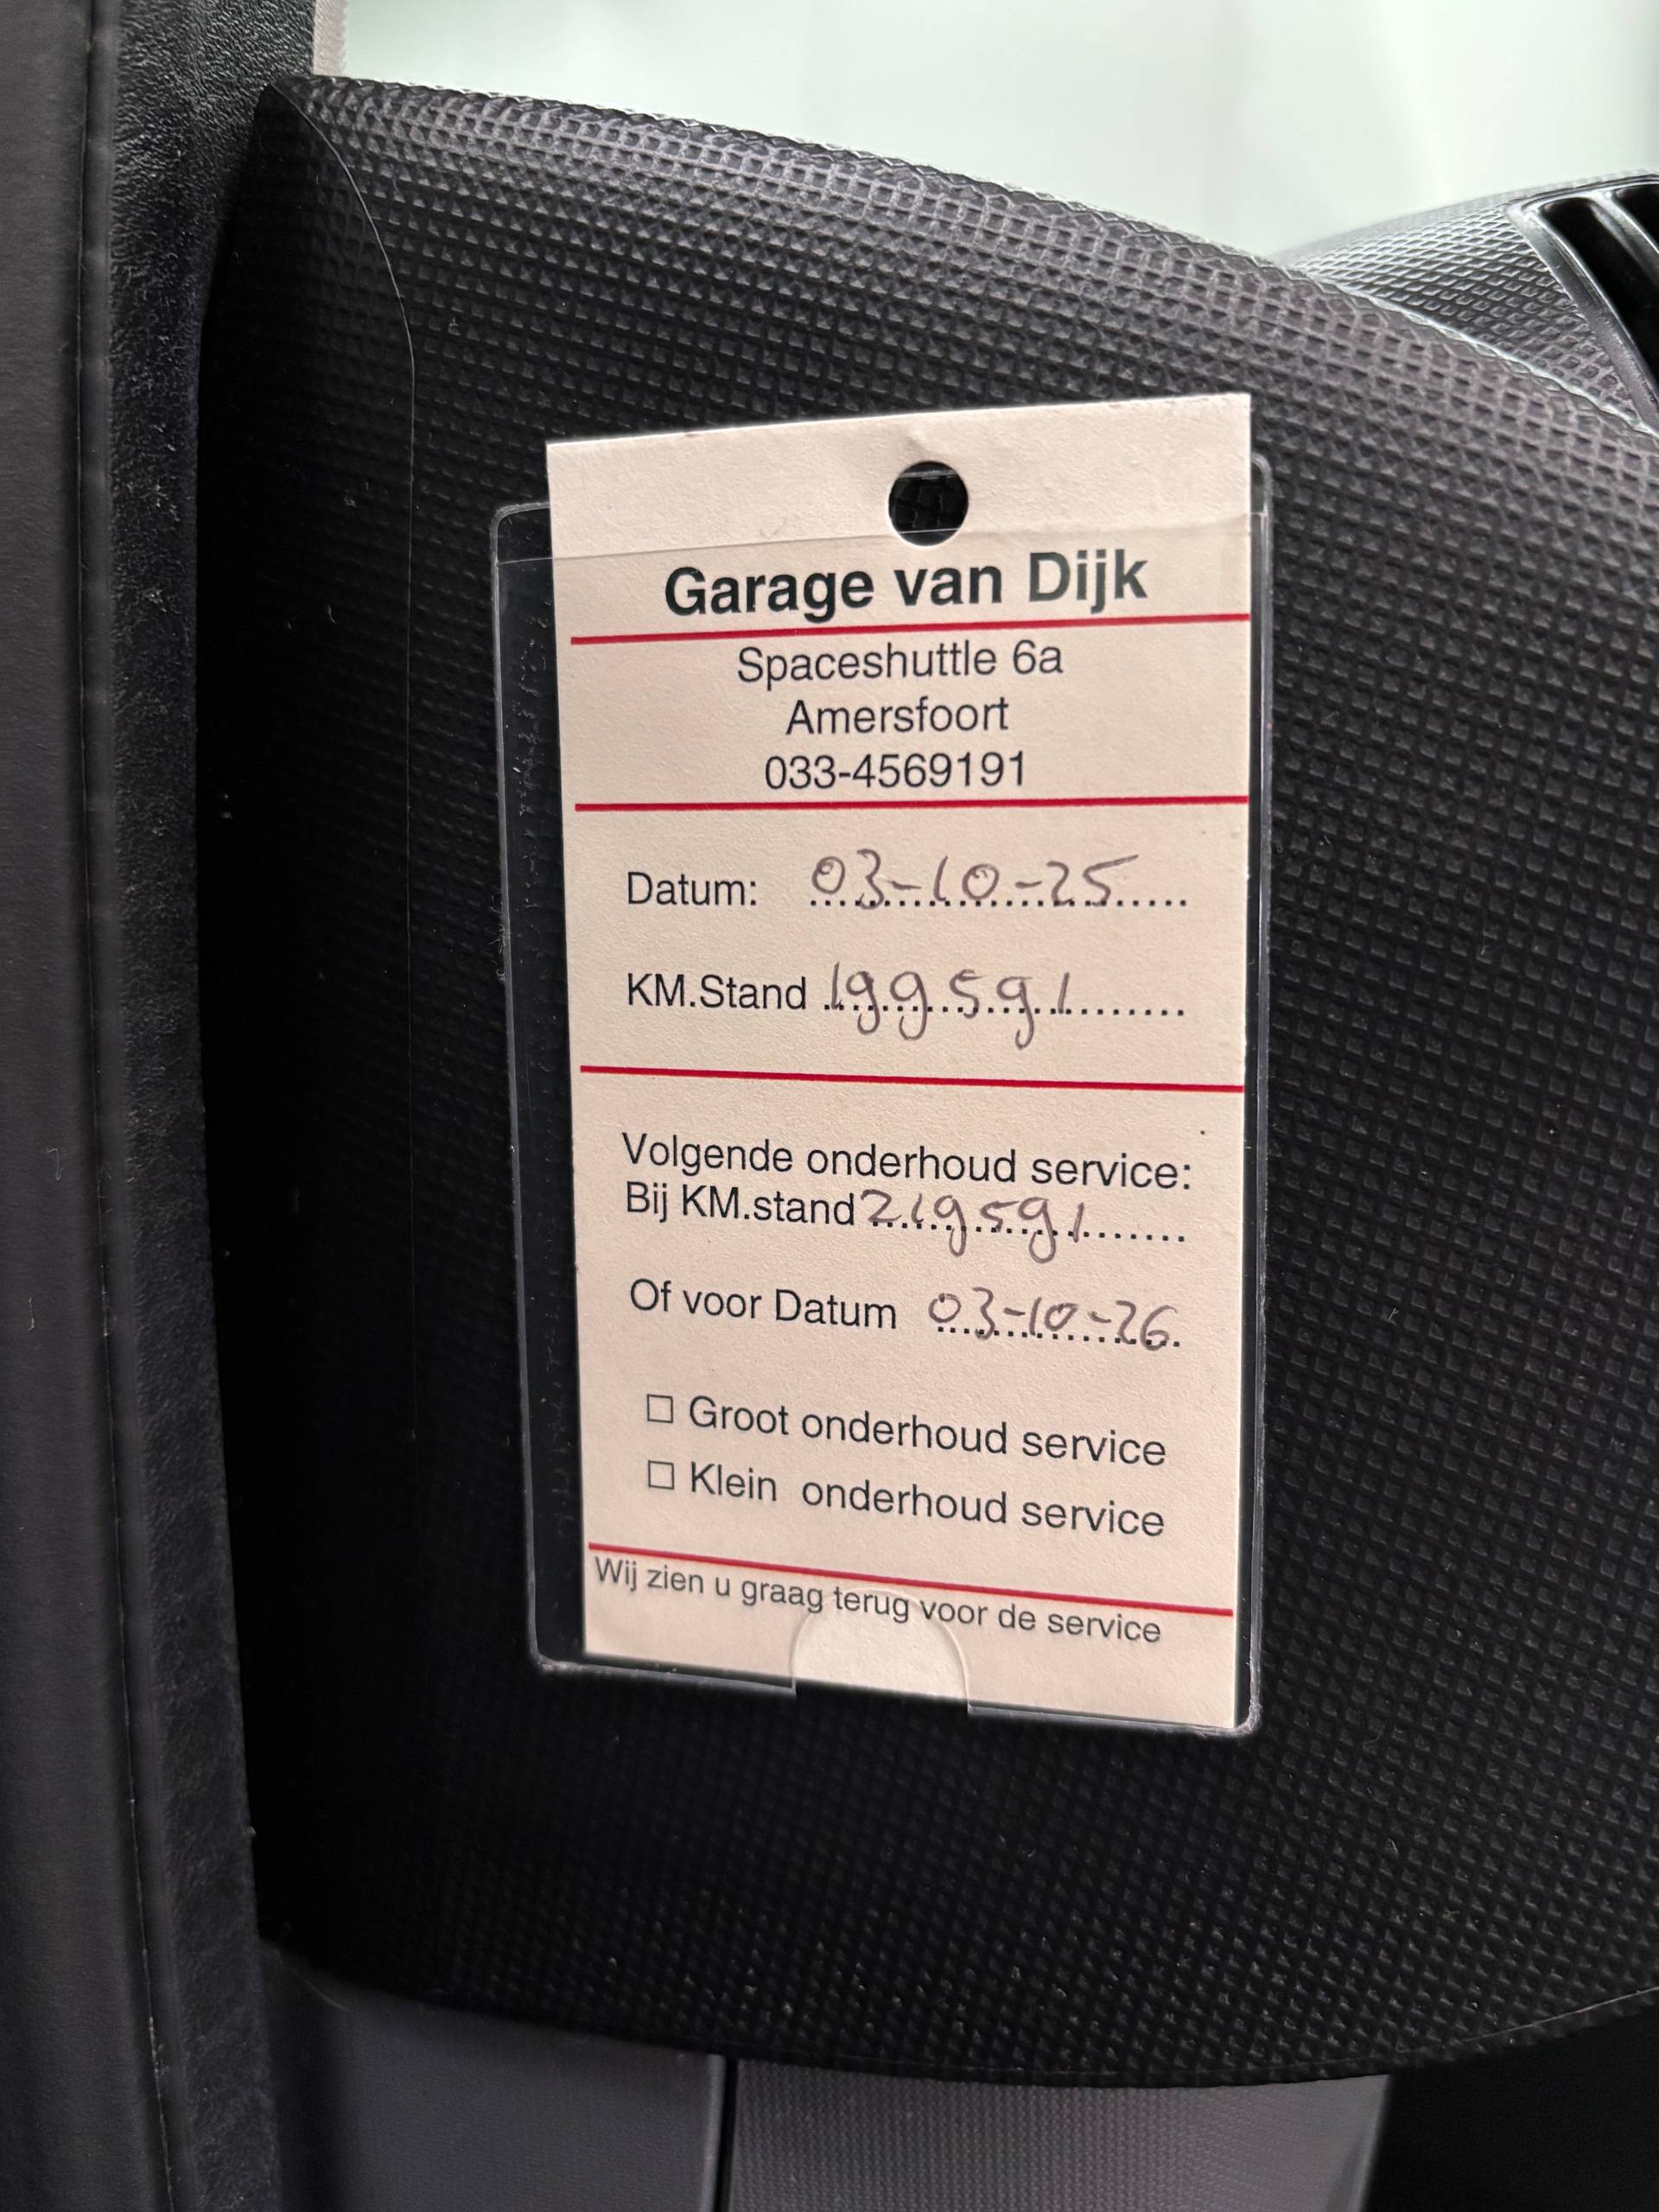 Garage van Dijk
Spaceshuttle 6a
Amersfoort
033-4569191
Datum: 03-10-25
KM.Stand 199591
Volgende onderhoud service:
Bij KM.stand 219591
Of voor Datum 03-10-26
☐ Groot onderhoud service
☐ Klein onderhoud service
Wij zien u graag terug voor de service